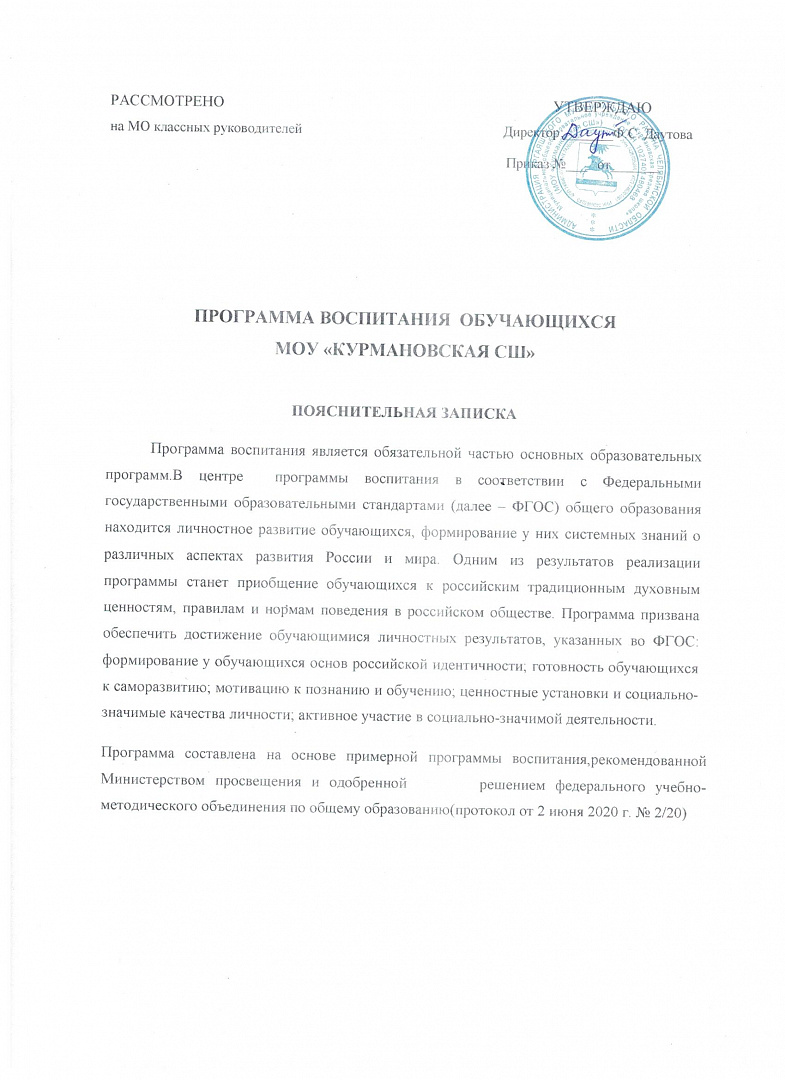 РАССМОТРЕНО
УТВЕРЖДАЮ
на МО классных руководителей
Директор Ф.С. Даутова
Приказ № от
ПРОГРАММА ВОСПИТАНИЯ ОБУЧАЮЩИХСЯ
МОУ «КУРМАНОВСКАЯ СШ»
ПОЯСНИТЕЛЬНАЯ ЗАПИСКА
Программа воспитания является обязательной частью основных образовательных
программ.В центре программы воспитания в соответствии с Федеральными
государственными образовательными стандартами (далее – ФГОС) общего образования
находится личностное развитие обучающихся, формирование у них системных знаний о
различных аспектах развития России и мира. Одним из результатов реализации
программы станет приобщение обучающихся к российским традиционным духовным
ценностям, правилам и нормам поведения в российском обществе. Программа призвана
обеспечить достижение обучающимися личностных результатов, указанных во ФГОС:
формирование у обучающихся основ российской идентичности; готовность обучающихся
к саморазвитию; мотивацию к познанию и обучению; ценностные установки и социально-
значимые качества личности; активное участие в социально-значимой деятельности.
Программа составлена на основе примерной программы воспитания,рекомендованной
Министерством просвещения и одобренной решением федерального учебно-
методического объединения по общему образованию(протокол от 2 июня 2020 г. № 2/20)